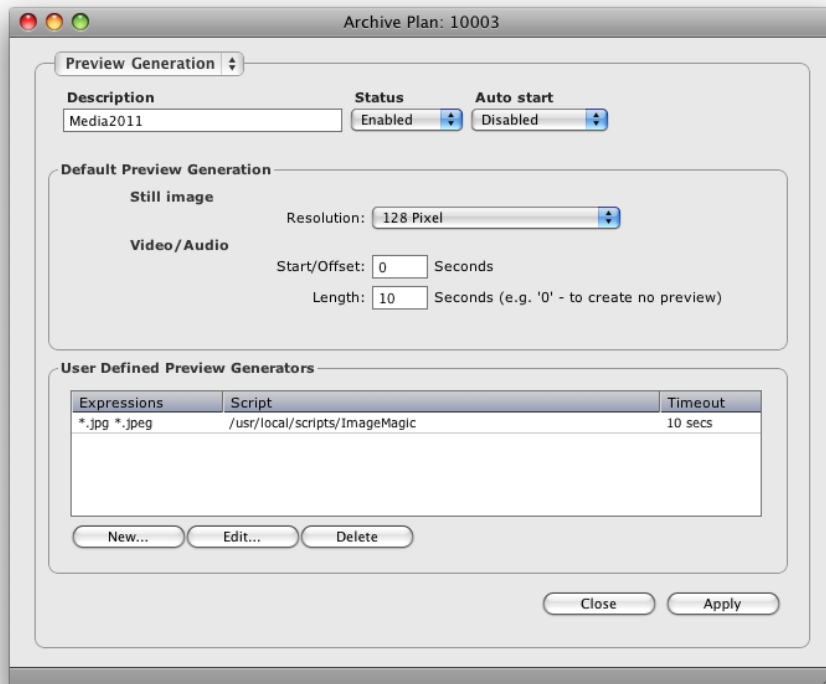 Archive Plan: 10003
Preview Generation
Description Status Auto start
Media2011 Enabled Disabled
Default Preview Generation
Still image
Resolution: 128 Pixel
Video/Audio
Start/Offset: 0 Seconds
Length: 10 Seconds (e.g. '0' - to create no preview)
User Defined Preview Generators
Expressions Script Timeout
*.jpg *.jpeg /usr/local/scripts/ImageMagic 10 secs
New... Edit... Delete
Close Apply